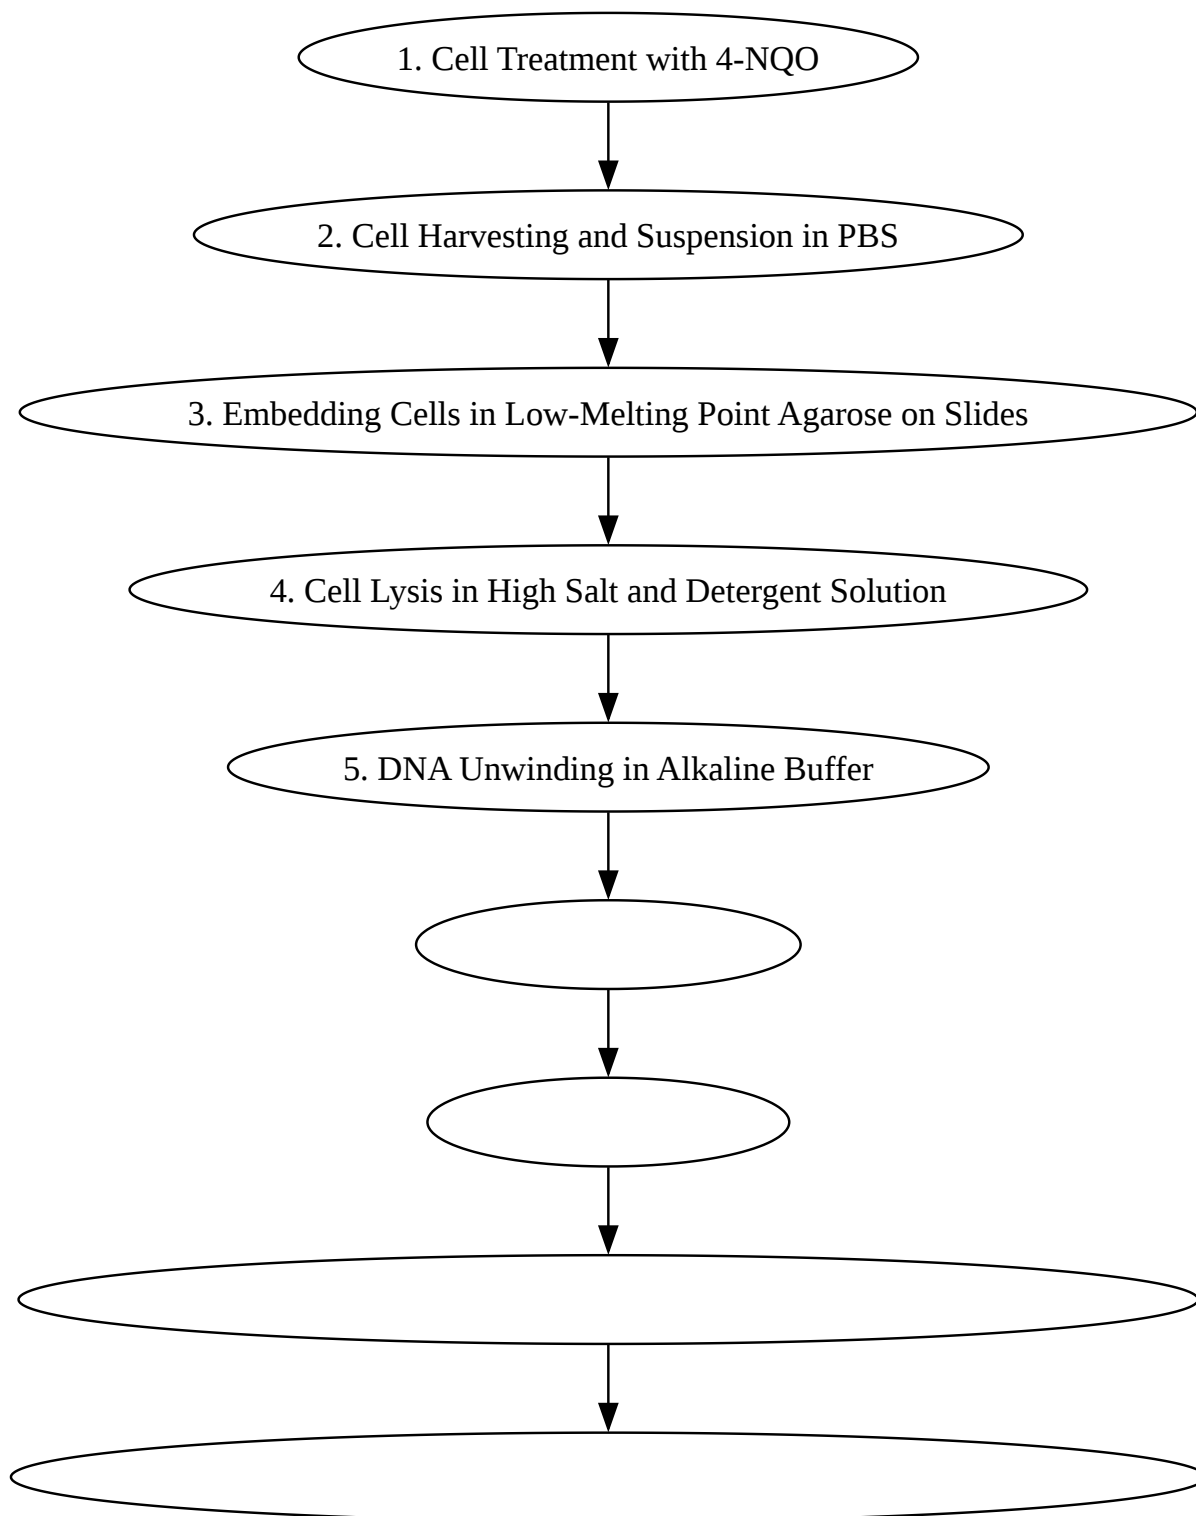 1. Cell Treatment with 4-NQO
2. Cell Harvesting and Suspension in PBS
3. Embedding Cells in Low-Melting Point Agarose on Slides
4. Cell Lysis in High Salt and Detergent Solution
5. DNA Unwinding in Alkaline Buffer